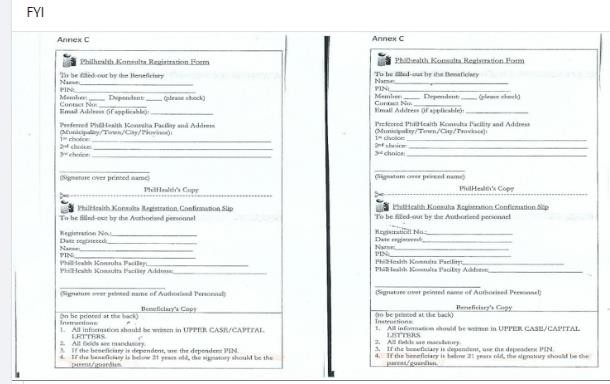 FYI
Annex C
Philhealth Konsulta Registration Form
To be filled-out by the Beneficiary
Name:
PIN:
Member: Dependent: (please check)
Contact No:
Email Address (if applicable):
Preferred PhilHealth Konsulta Facility and Address
(Municipality/Town/City/Province):
1st choice:
2nd choice:
3rd choice:
(Signature over printed name)
PhilHealth's Copy
PhilHealth Konsulta Registration Confirmation Slip
To be filled-out by the Authorized personnel
Registration No.:
Date registered:
Name:
PIN:
PhilHealth Konsulta Facility:
PhilHealth Konsulta Facility Address:
(Signature over printed name of Authorized Personnel)
Beneficiary's Copy
(to be printed at the back)
Instructions:
1. All information should be written in UPPER CASE/CAPITAL
LETTERS.
2. All fields are mandatory.
3. If the beneficiary is dependent, use the dependent PIN.
4. If the beneficiary is below 21 years old, the signatory should be the
parent/guardian.
Annex C
Philhealth Konsulta Registration Form
To be filled-out by the Beneficiary
Name:
PIN:
Member: Dependent: (please check)
Contact No:
Email Address (if applicable):
Preferred PhilHealth Konsulta Facility and Address
(Municipality/Town/City/Province):
1st choice:
2nd choice:
3rd choice:
(Signature over printed name)
PhilHealth's Copy
PhilHealth Konsulta Registration Confirmation Slip
To be filled-out by the Authorized personnel
Registration No.:
Date registered:
Name:
PIN:
PhilHealth Konsulta Facility:
PhilHealth Konsulta Facility Address:
(Signature over printed name of Authorized Personnel)
Beneficiary's Copy
(to be printed at the back)
Instructions:
1. All information should be written in UPPER CASE/CAPITAL
LETTERS.
2. All fields are mandatory.
3. If the beneficiary is dependent, use the dependent PIN.
4. If the beneficiary is below 21 years old, the signatory should be the
parent/guardian.